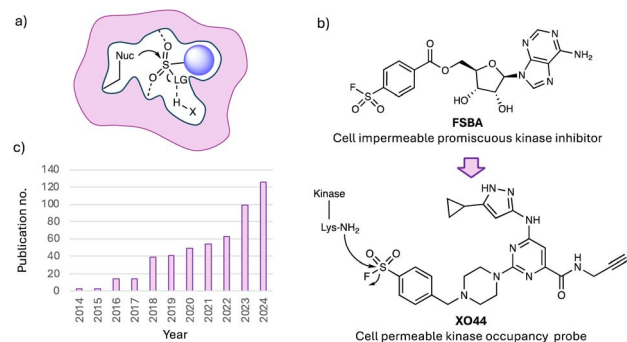 a)
Nuc
O
S
O
LG
H
X
b)
O
O
O
F
S
O
O
HO
OH
N
N
N
N
NH₂
FSBA
Cell impermeable promiscuous kinase inhibitor
c)
Publication no.
140
120
100
80
60
40
20
0
2014
2015
2016
2017
2018
2019
2020
2021
2022
2023
2024
Year
Kinase
Lys-NH₂
O
O
S
F
HN
N
NH
N
N
N
N
H
N
O
XO44
Cell permeable kinase occupancy probe